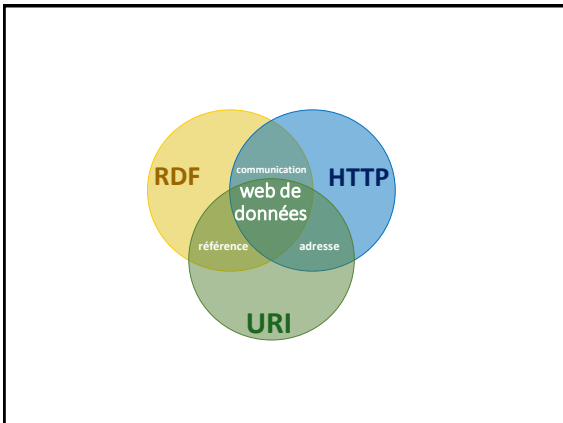 communication
RDF
HTTP
web de
données
référence
adresse
URI